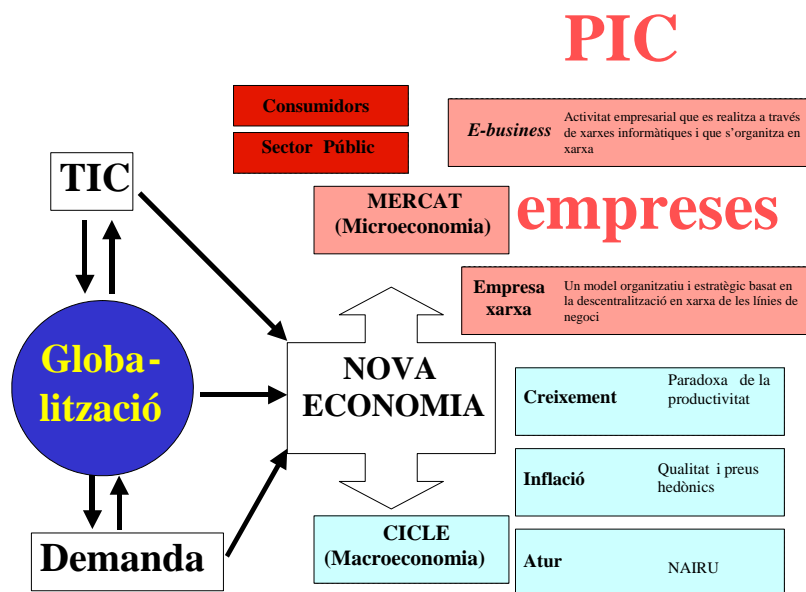 PIC
Consumidors
Sector Públic
E-business
Activitat empresarial que es realitza a través
de xarxes informàtiques i que s’organitza en
xarxa
TIC
MERCAT
(Microeconomia)
empreses
Empresa
xarxa
Un model organitzatiu i estratègic basat en
la descentralització en xarxa de les línies de
negoci
Globa-
lització
NOVA
ECONOMIA
Creixement
Paradoxa de la
productivitat
Inflació
Qualitat i preus
hedònics
Demanda
CICLE
(Macroeconomia)
Atur
NAIRU